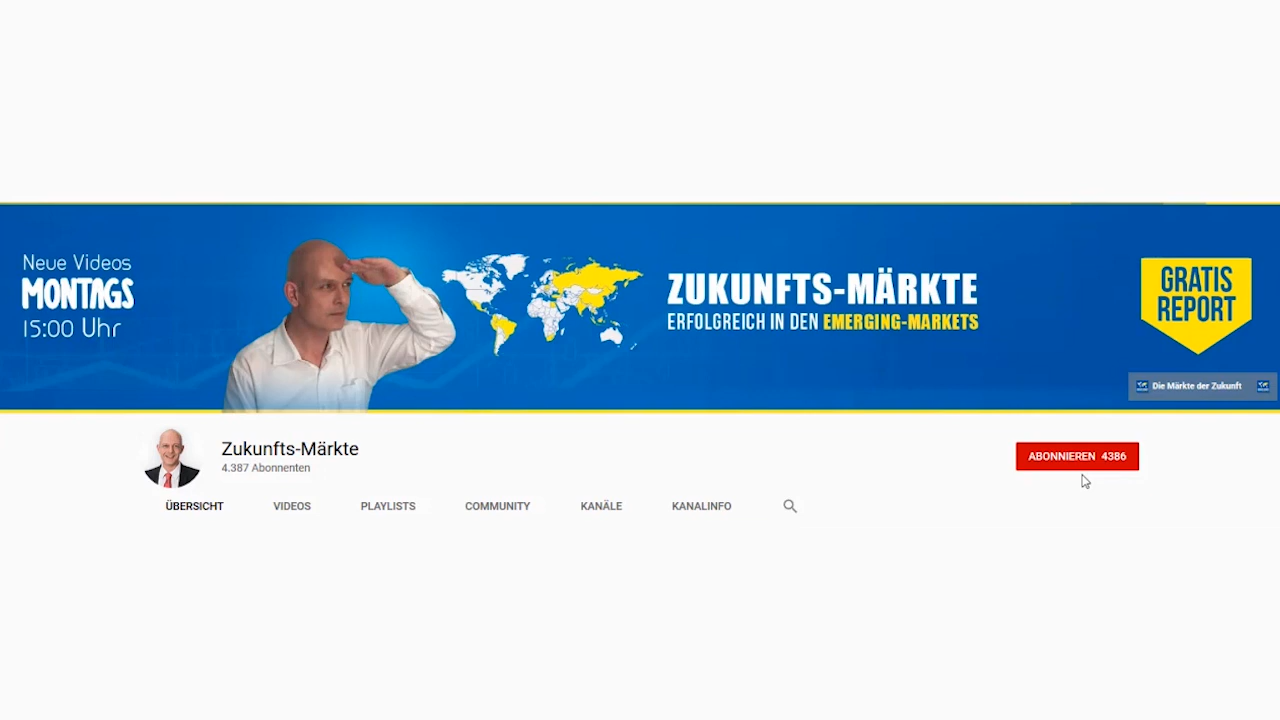 Neue Videos
MONTAGS
15:00 Uhr
ZUKUNFTS-MÄRKTE
ERFOLGREICH IN DEN EMERGING-MARKETS
GRATIS
REPORT
Die Märkte der Zukunft
Zukunfts-Märkte
4.387 Abonnenten
ABONNIEREN 4386
ÜBERSICHT VIDEOS PLAYLISTS COMMUNITY KANÄLE KANALINFO